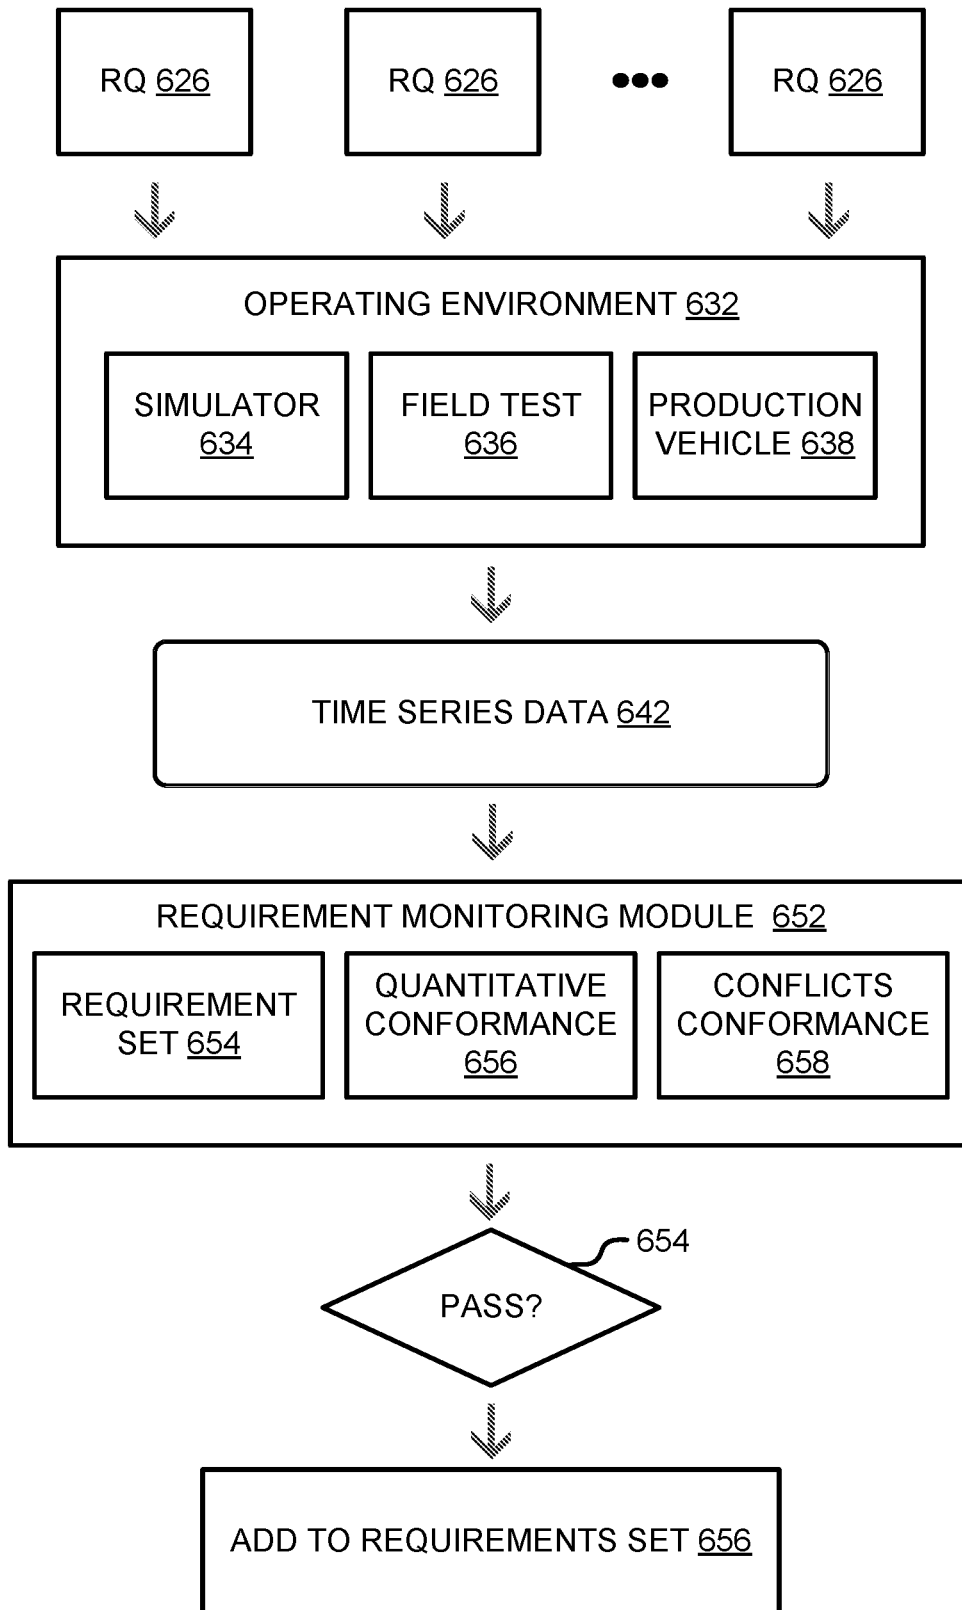 RQ 626
RQ 626
RQ 626
OPERATING ENVIRONMENT 632
SIMULATOR
634
FIELD TEST
636
PRODUCTION
VEHICLE 638
TIME SERIES DATA 642
REQUIREMENT MONITORING MODULE 652
REQUIREMENT
SET 654
QUANTITATIVE
CONFORMANCE
656
CONFLICTS
CONFORMANCE
658
654
PASS?
ADD TO REQUIREMENTS SET 656